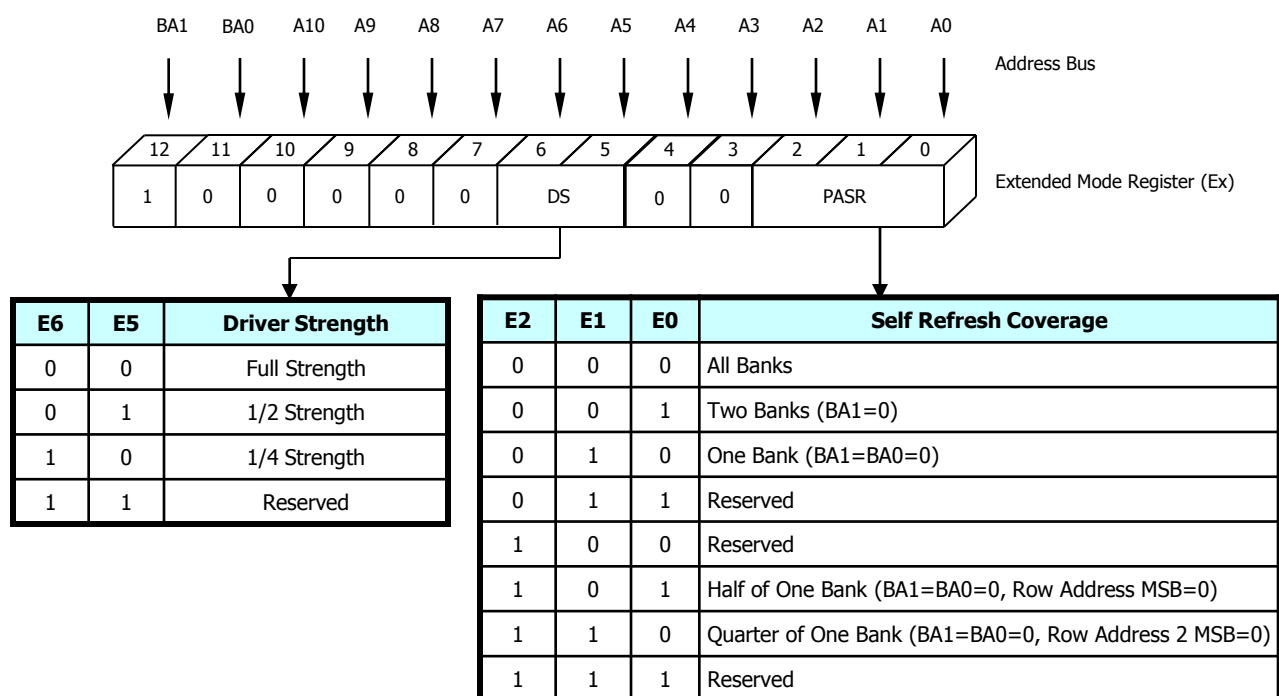 BA1 BA0 A10 A9 A8 A7 A6 A5 A4 A3 A2 A1 A0
Address Bus
12 11 10 9 8 7 6 5 4 3 2 1 0
1 0 0 0 0 0 DS 0 0 PASR
Extended Mode Register (Ex)
E6 E5 Driver Strength
0 0 Full Strength
0 1 1/2 Strength
1 0 1/4 Strength
1 1 Reserved
E2 E1 E0 Self Refresh Coverage
0 0 0 All Banks
0 0 1 Two Banks (BA1=0)
0 1 0 One Bank (BA1=BA0=0)
0 1 1 Reserved
1 0 0 Reserved
1 0 1 Half of One Bank (BA1=BA0=0, Row Address MSB=0)
1 1 0 Quarter of One Bank (BA1=BA0=0, Row Address 2 MSB=0)
1 1 1 Reserved